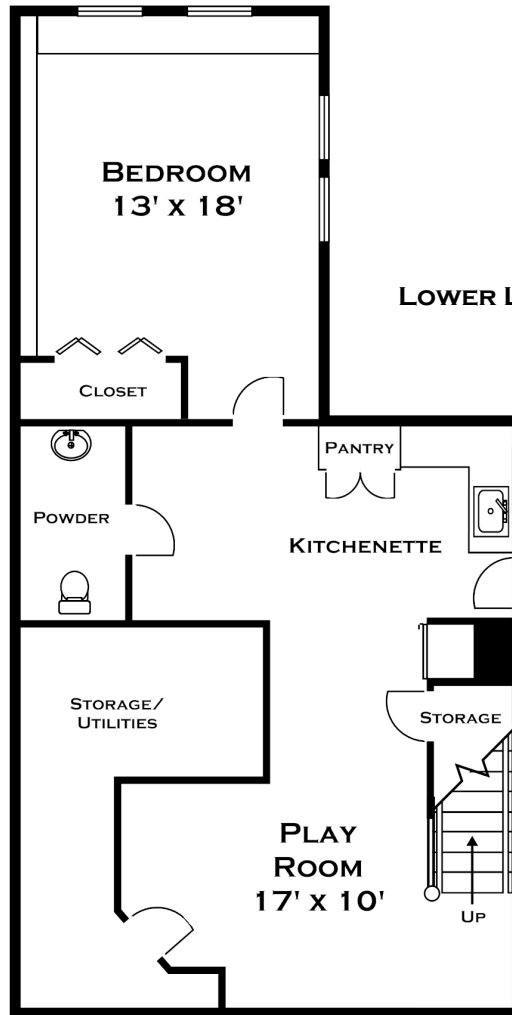 BEDROOM
13' X 18'
LOWER L
CLOSET
PANTRY
POWDER
KITCHENETTE
STORAGE/
UTILITIES
STORAGE
PLAY
ROOM
17' X 10'
UP